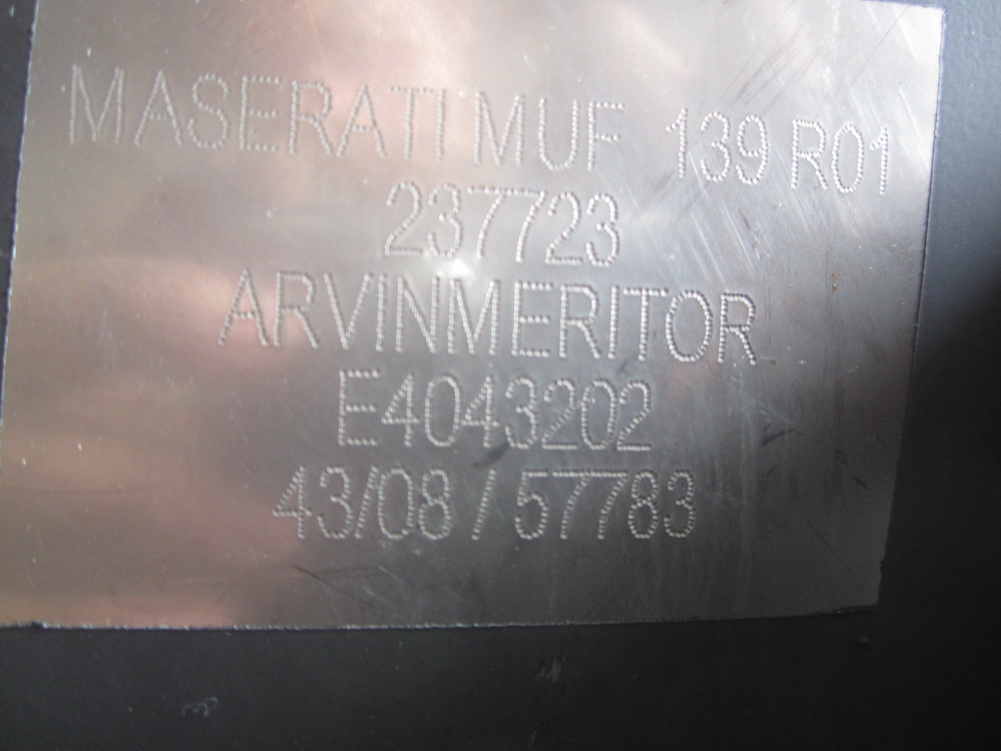 MASERATI MUF 139 R01
237723
ARVINMERITOR
E4043202
43/08 / 57783